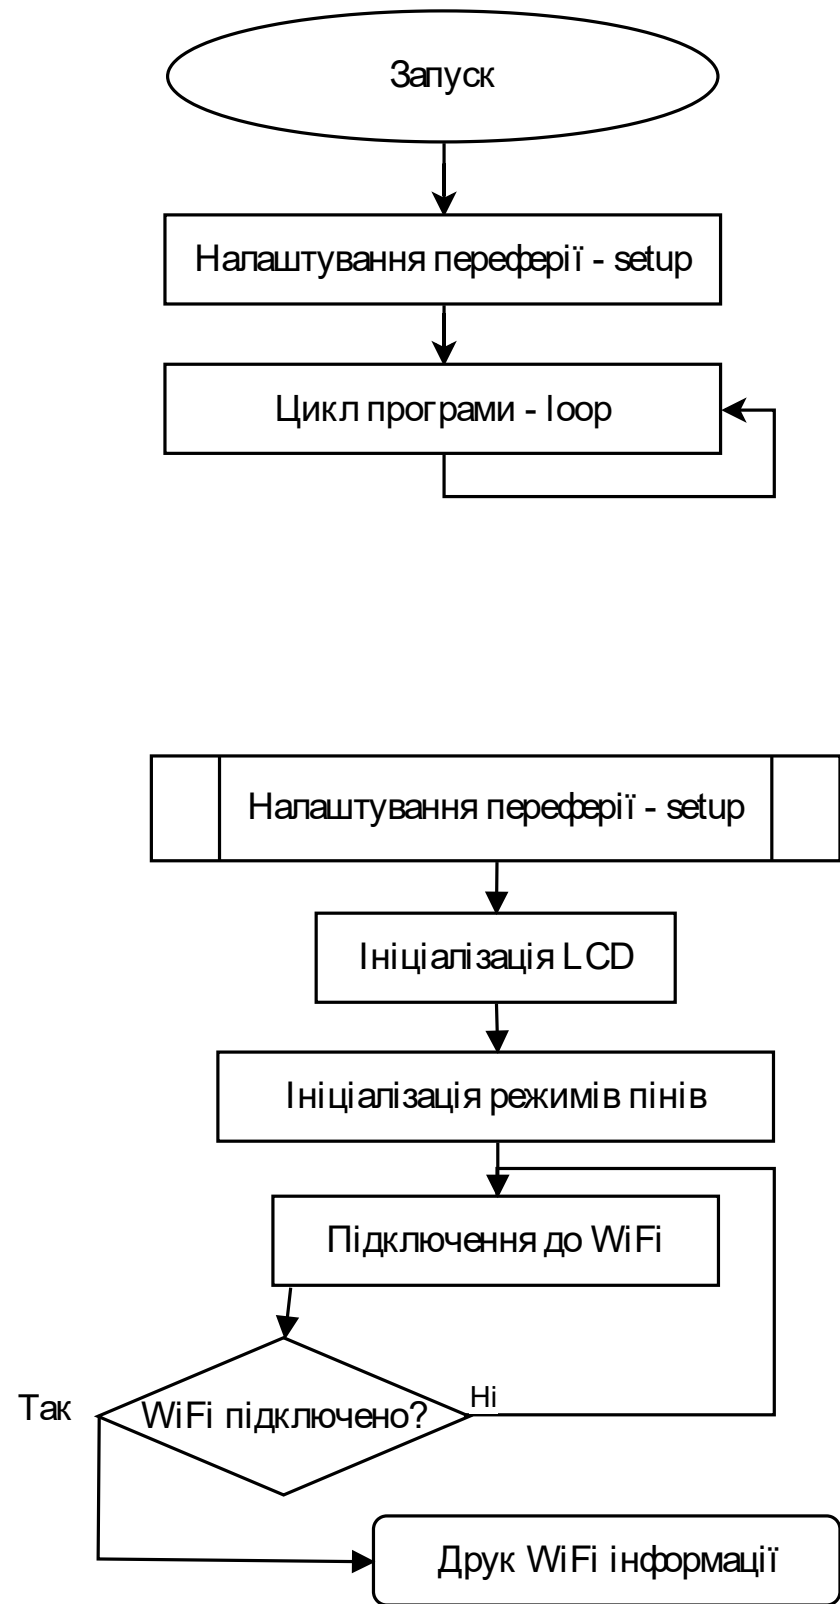 Запуск
Налаштування переферії - setup
Цикл програми - loop
Налаштування переферії - setup
Ініціалізація LCD
Ініціалізація режимів пінів
Підключення до WiFi
Так
WiFi підключено?
Ні
Друк WiFi інформації